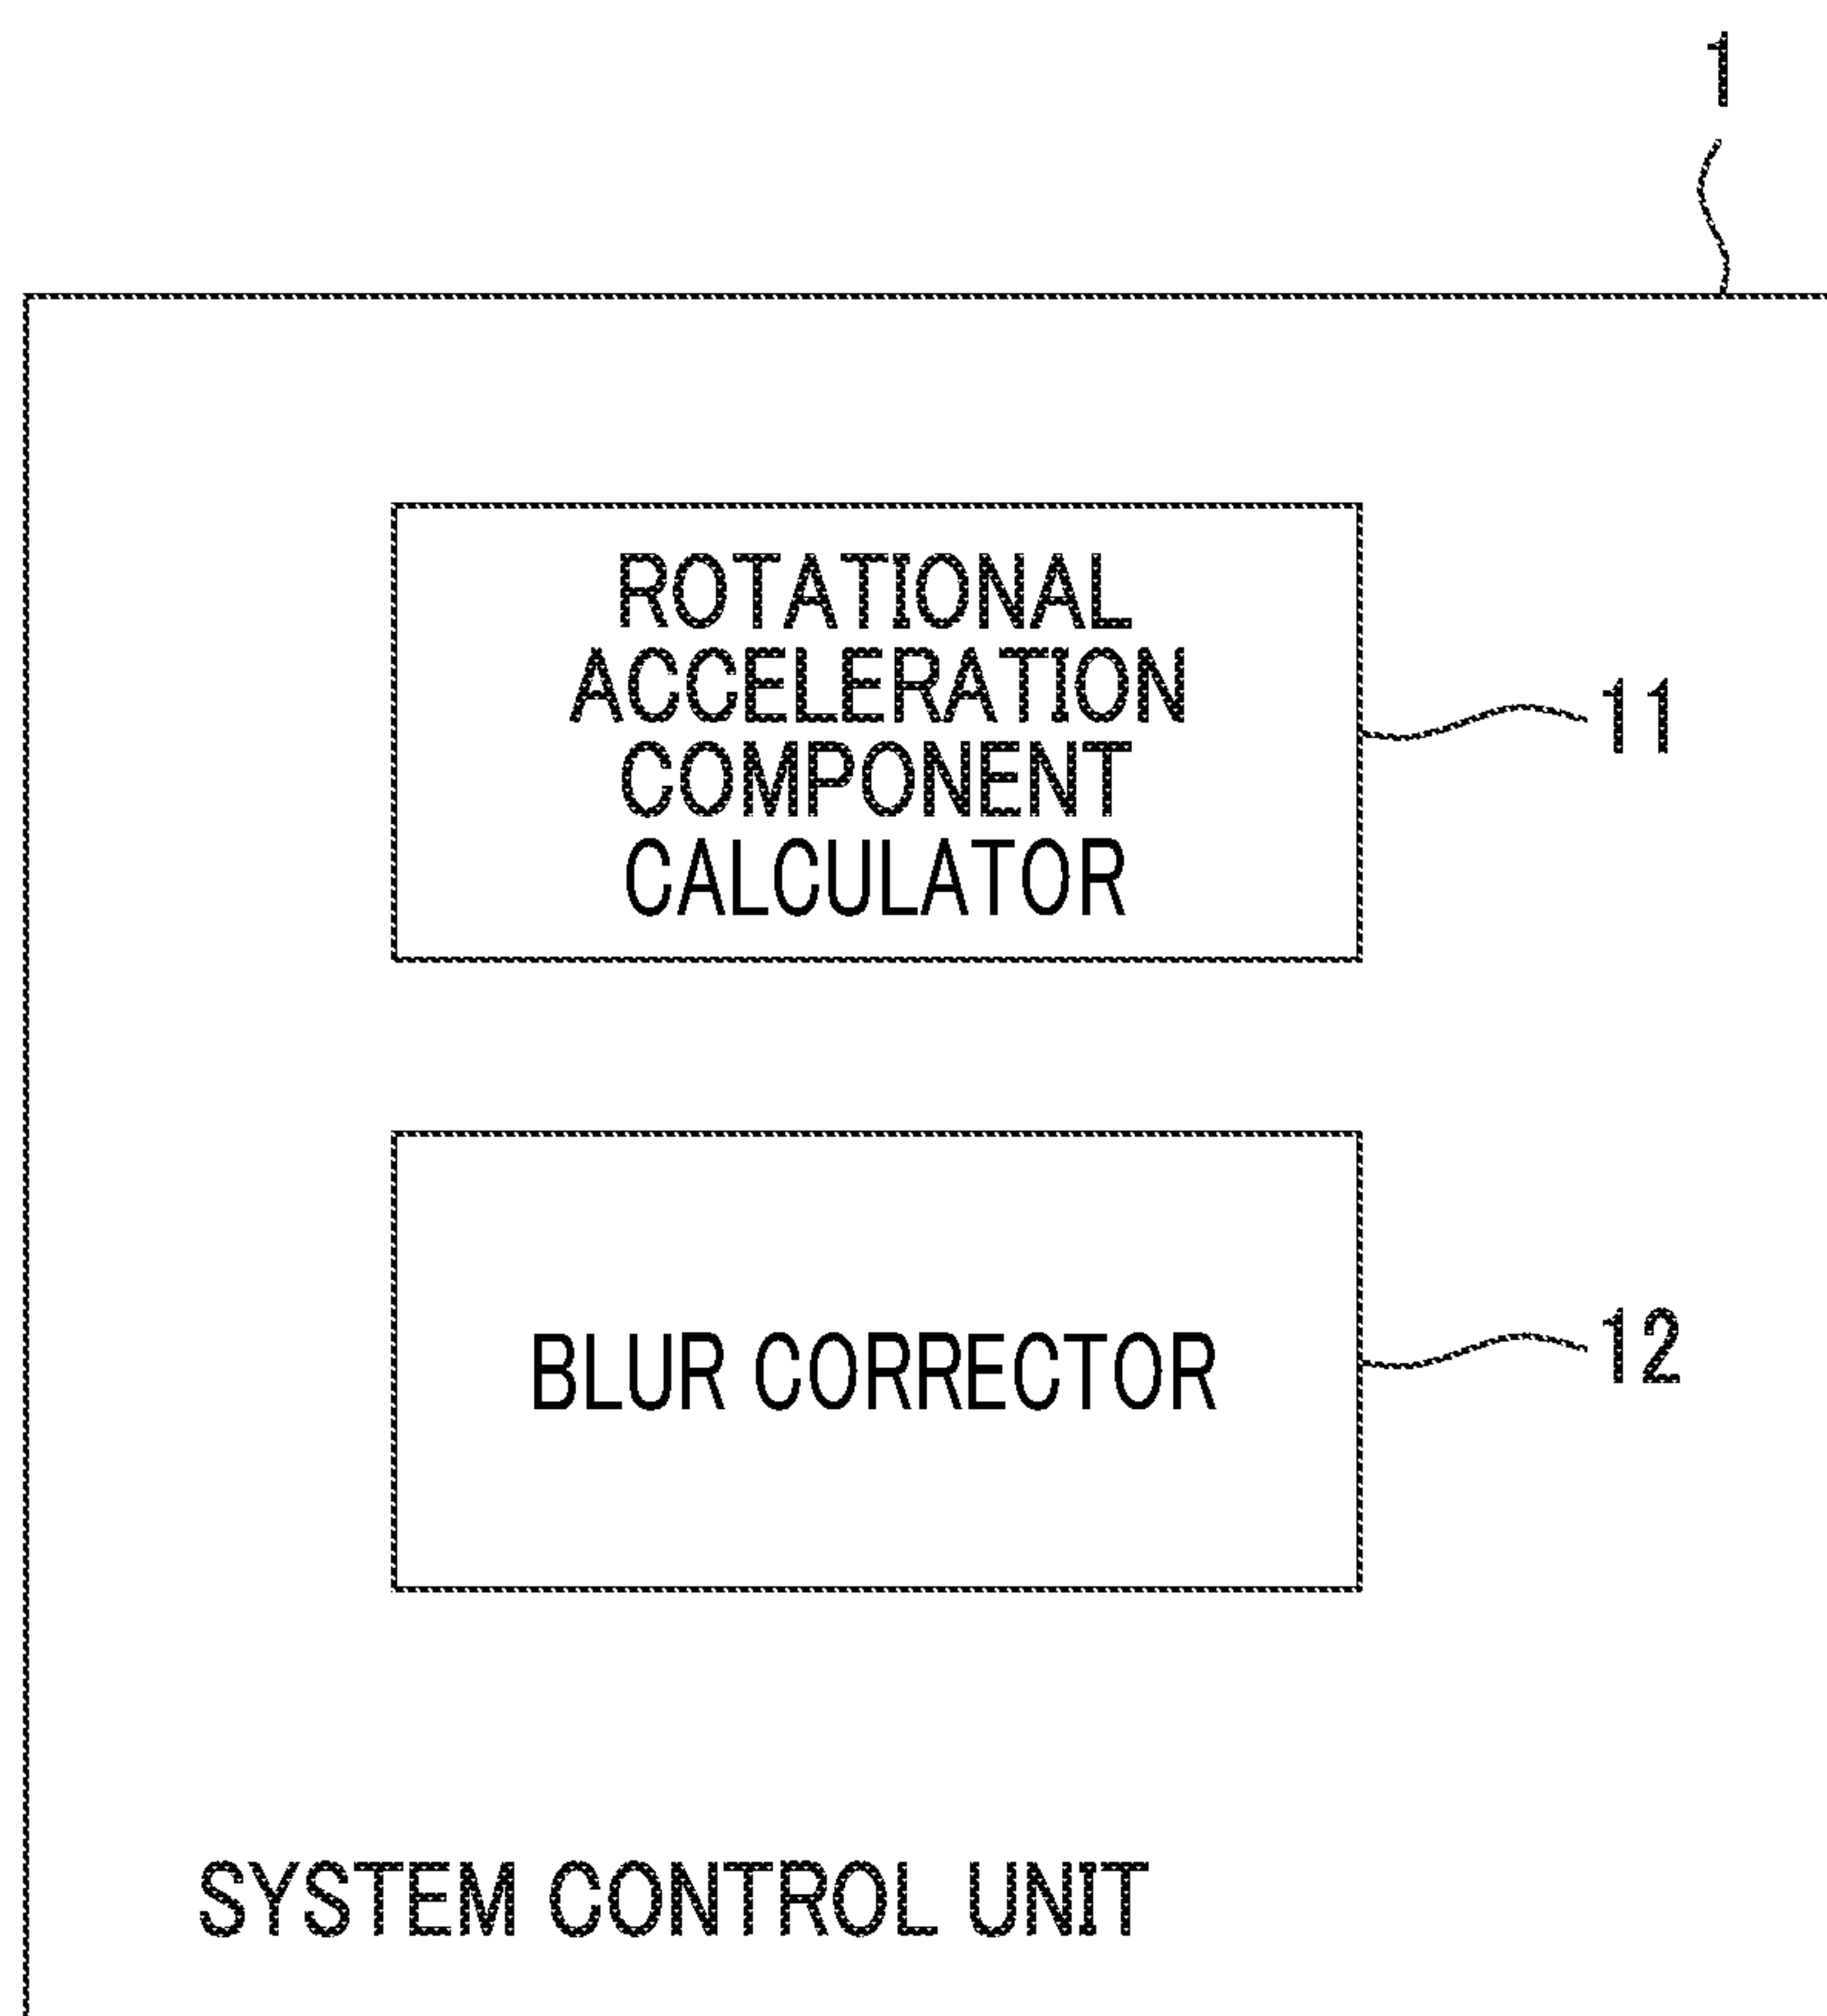 1
ROTATIONAL
ACCELERATION
COMPONENT
CALCULATOR
11
BLUR CORRECTOR
12
SYSTEM CONTROL UNIT